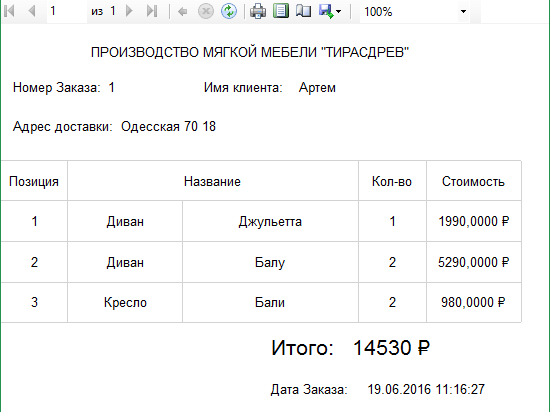 1 из 1 100%
ПРОИЗВОДСТВО МЯГКОЙ МЕБЕЛИ "ТИРАСДРЕВ"
Номер Заказа: 1 Имя клиента: Артем
Адрес доставки: Одесская 70 18
Позиция Название Кол-во Стоимость
1 Диван Джульетта 1 1990,0000 ₽
2 Диван Балу 2 5290,0000 ₽
3 Кресло Бали 2 980,0000 ₽
Итого: 14530 ₽
Дата Заказа: 19.06.2016 11:16:27